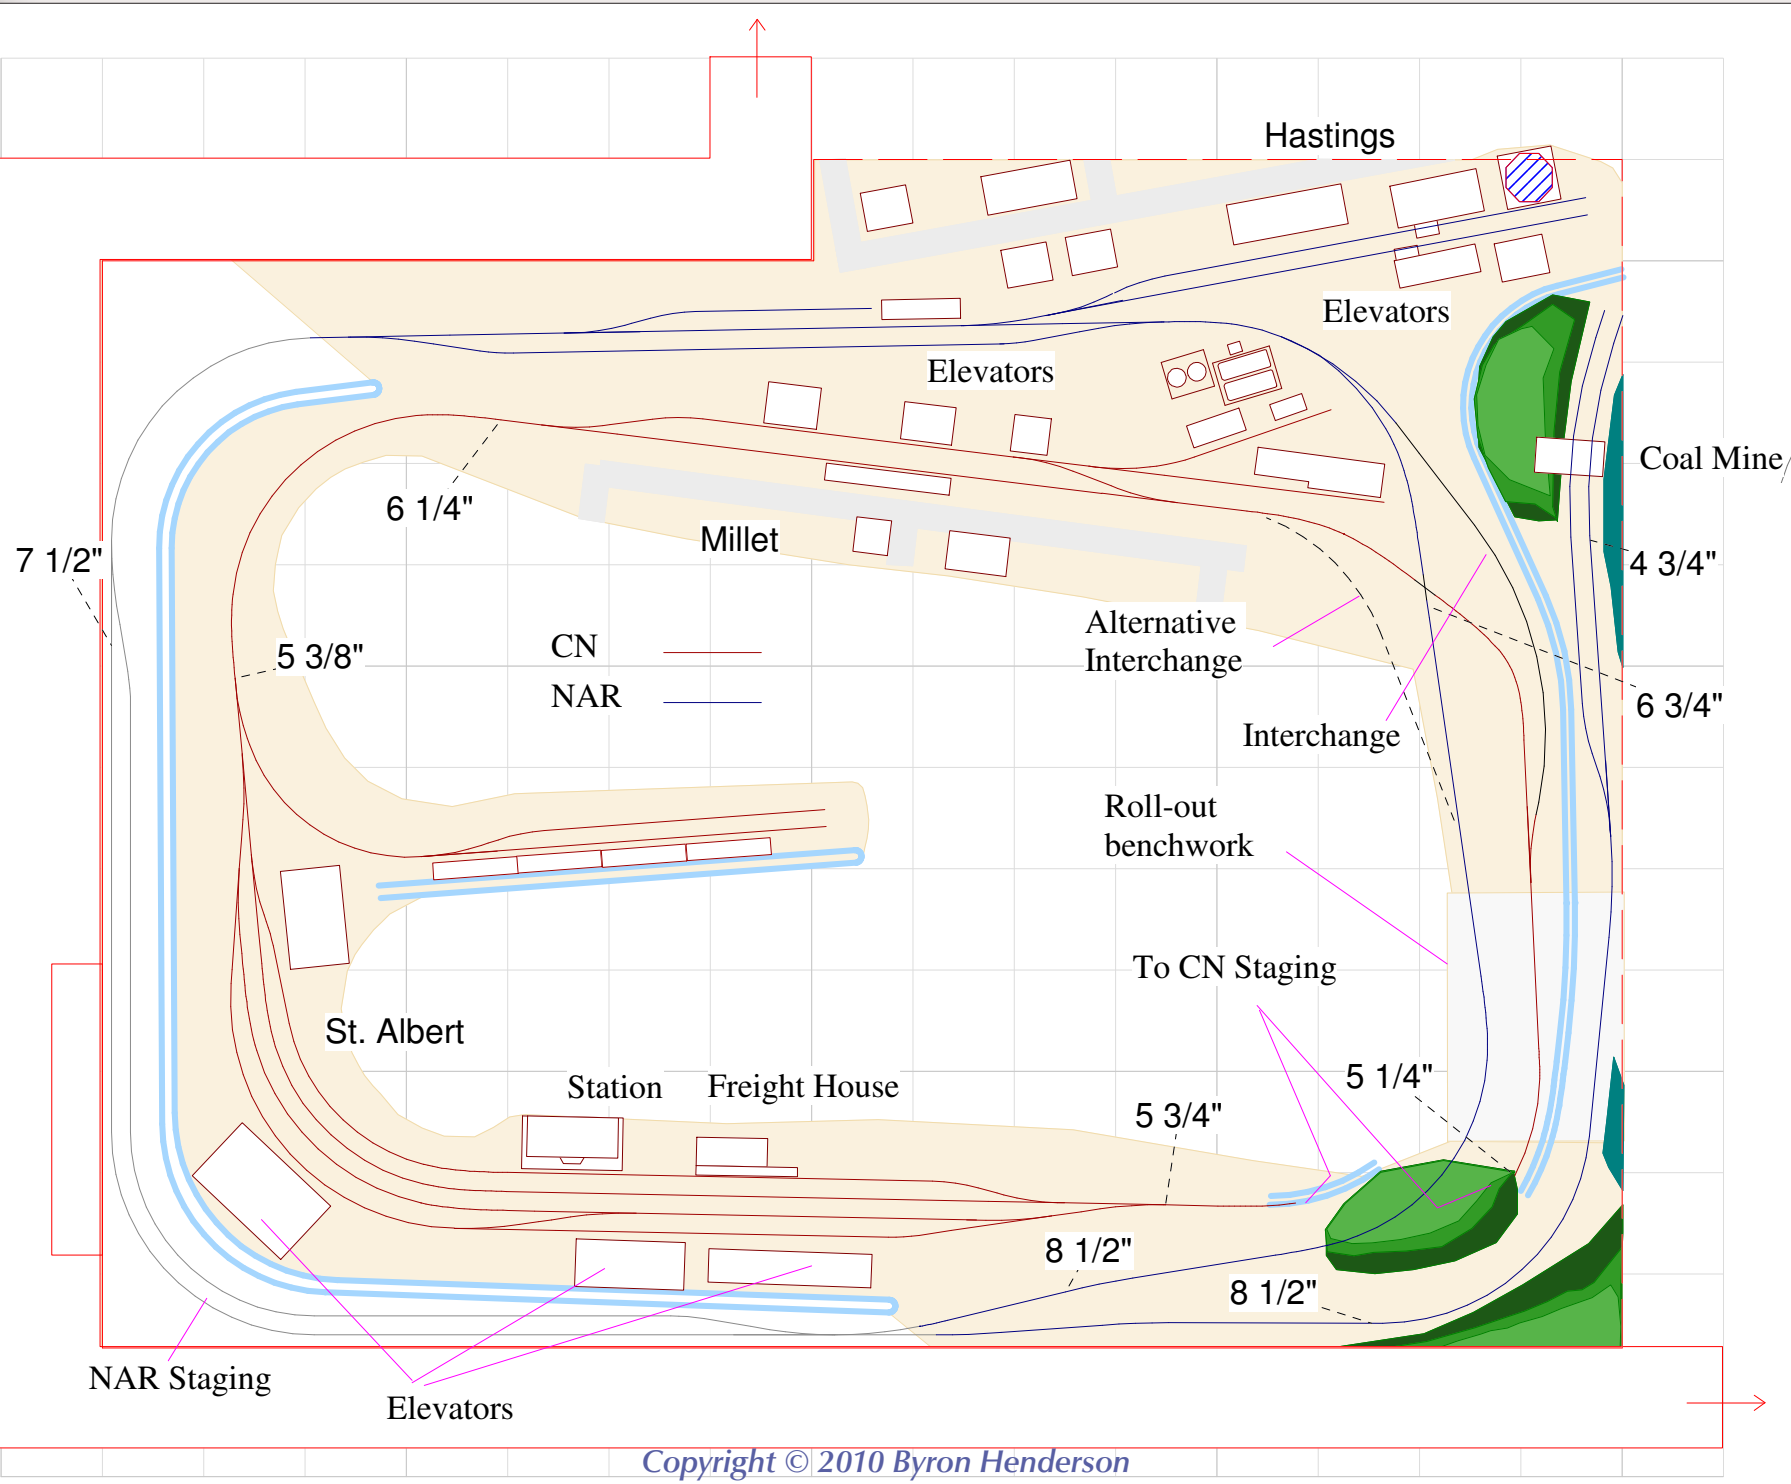 Hastings
Elevators
Elevators
Coal Mine
6 1/4"
Millet
7 1/2"
4 3/4"
Alternative
Interchange
CN
5 3/8"
NAR
6 3/4"
Interchange
Roll-out
benchwork
To CN Staging
St. Albert
Station
Freight House
5 1/4"
5 3/4"
8 1/2"
8 1/2"
NAR Staging
Elevators
Copyright © 2010 Byron Henderson